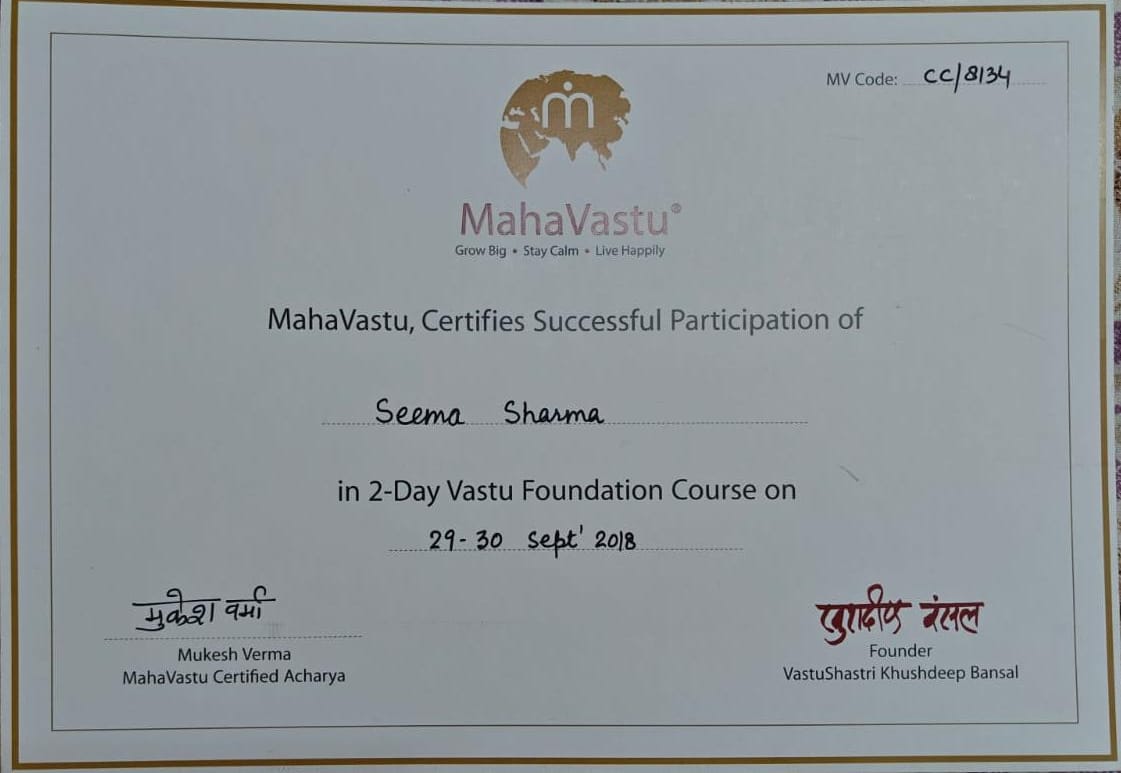 MV Code: CC/8134
m
MahaVastu®
Grow Big • Stay Calm • Live Happily
MahaVastu, Certifies Successful Participation of
Seema Sharma
in 2-Day Vastu Foundation Course on
29-30 Sept' 2018
मुकेश वर्मा
Mukesh Verma
MahaVastu Certified Acharya
खुशदीप बंसल
Founder
VastuShastri Khushdeep Bansal